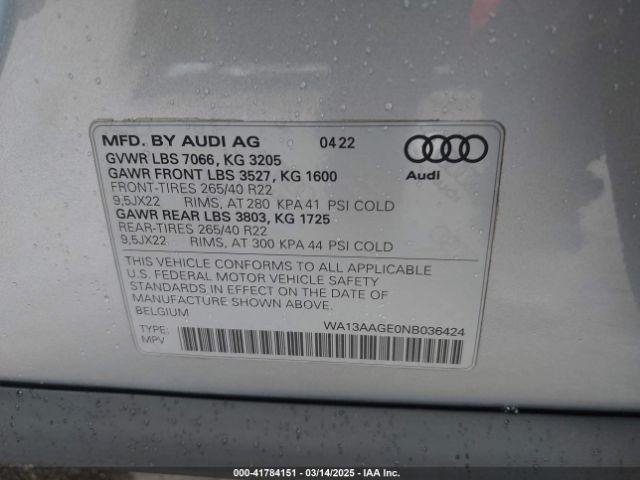 MFD. BY AUDI AG 0422
GVWR LBS 7066, KG 3205
GAWR FRONT LBS 3527, KG 1600
FRONT-TIRES 265/40 R22
9,5JX22 RIMS, AT 280 KPA 41 PSI COLD
GAWR REAR LBS 3803, KG 1725
REAR-TIRES 265/40 R22
9,5JX22 RIMS, AT 300 KPA 44 PSI COLD
Audi
THIS VEHICLE CONFORMS TO ALL APPLICABLE
U.S. FEDERAL MOTOR VEHICLE SAFETY
STANDARDS IN EFFECT ON THE DATE OF
MANUFACTURE SHOWN ABOVE.
BELGIUM
TYPE: WA13AAGE0NB036424
MPV
000-41784151 | 03/14/2025 | IAA Inc.